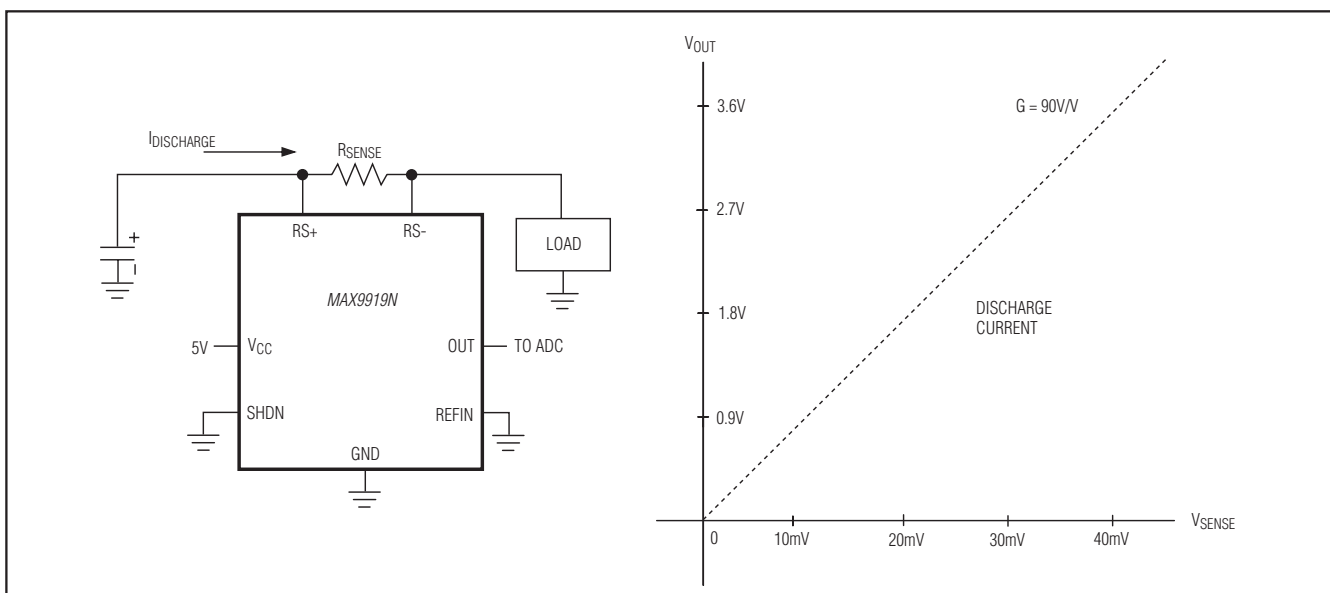 I_DISCHARGE
R_SENSE
RS+
RS-
+
LOAD
MAX9919N
5V
V_CC
OUT
TO ADC
SHDN
REFIN
GND
V_OUT
3.6V
G = 90V/V
2.7V
1.8V
DISCHARGE
CURRENT
0.9V
V_SENSE
0
10mV
20mV
30mV
40mV